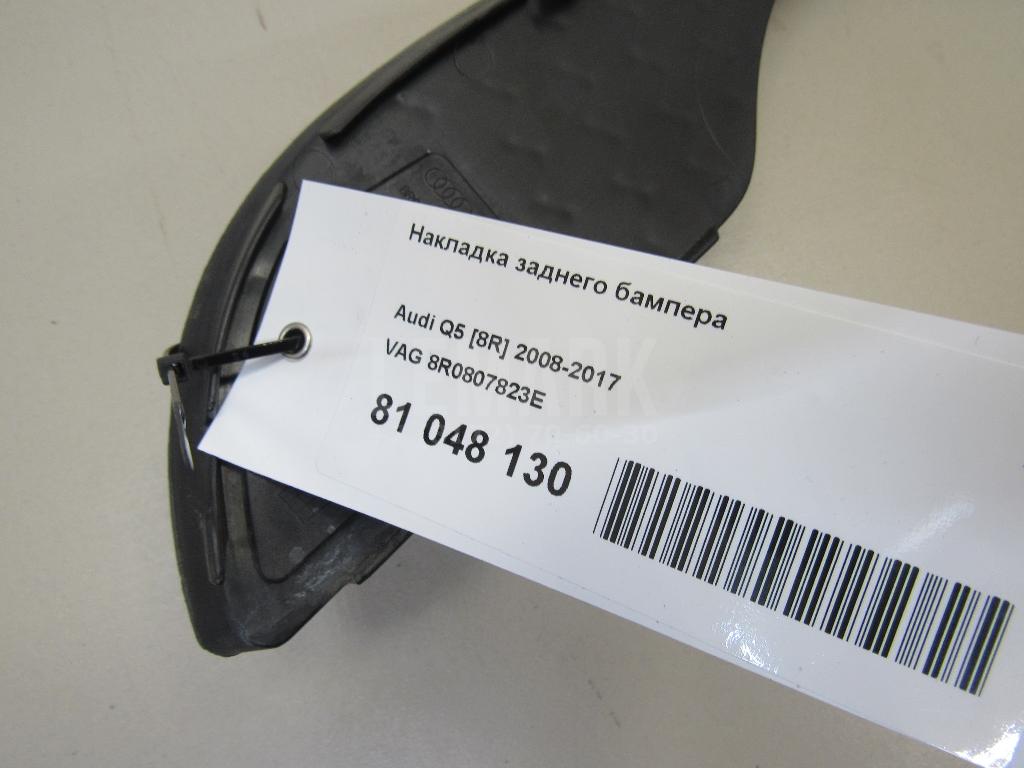 Накладка заднего бампера
Audi Q5 [8R] 2008-2017
VAG 8R0807823E
81 048 130